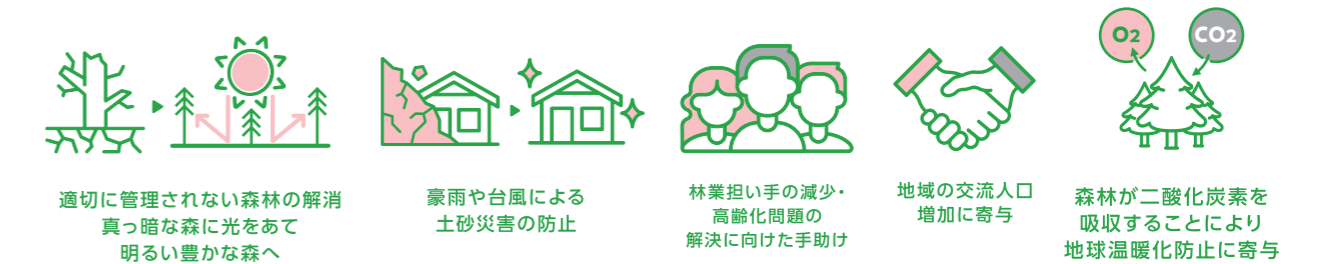 適切に管理されない森林の解消
真っ暗な森に光をあて
明るい豊かな森へ
豪雨や台風による
土砂災害の防止
林業担い手の減少・
高齢化問題の
解決に向けた手助け
地域の交流人口
増加に寄与
O2
CO2
森林が二酸化炭素を
吸収することにより
地球温暖化防止に寄与